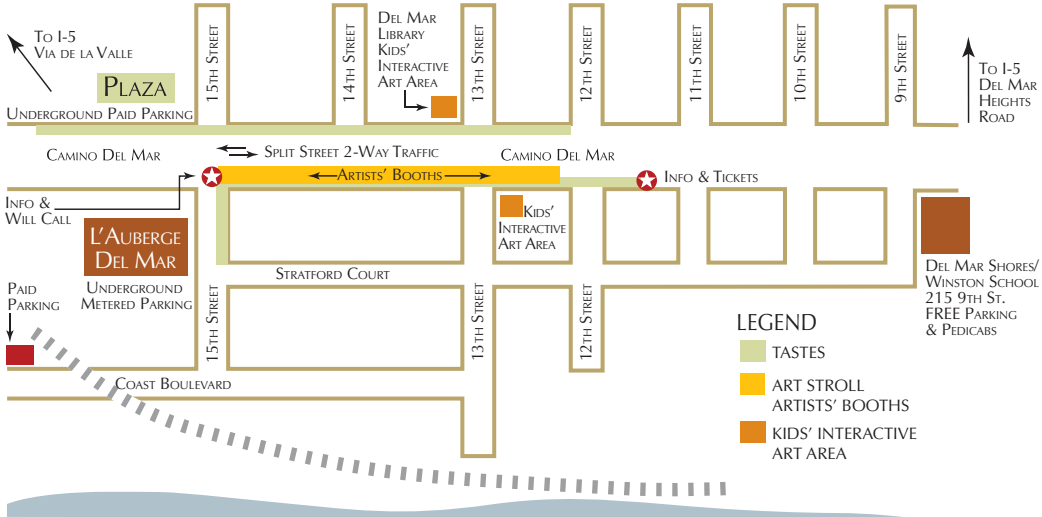 To I-5
Via de la Valle
Plaza
Underground Paid Parking
15th Street
14th Street
Del Mar
Library
Kids'
Interactive
Art Area
13th Street
12th Street
11th Street
10th Street
9th Street
To I-5
Del Mar
Heights
Road
Camino Del Mar
Split Street 2-Way Traffic
Camino Del Mar
Artists' Booths
Info & Tickets
Info &
Will Call
L'Auberge
Del Mar
Kids'
Interactive
Art Area
Stratford Court
Underground
Metered Parking
Paid
Parking
15th Street
13th Street
12th Street
Del Mar Shores/
Winston School
215 9th St.
FREE Parking
& Pedicabs
Coast Boulevard
LEGEND
TASTES
ART STROLL
ARTISTS' BOOTHS
KIDS' INTERACTIVE
ART AREA